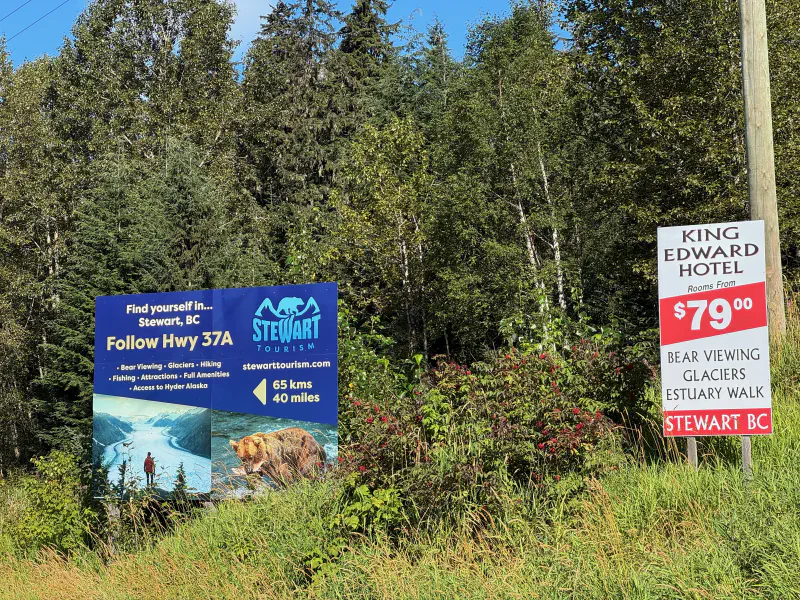 Find yourself in...
Stewart, BC
Follow Hwy 37A
• Bear Viewing • Glaciers • Hiking
• Fishing • Attractions • Full Amenities
• Access to Hyder Alaska
STEWART
TOURISM
stewarttourism.com
65 kms
40 miles
KING
EDWARD
HOTEL
Rooms From
$7900
BEAR VIEWING
GLACIERS
ESTUARY WALK
STEWART BC